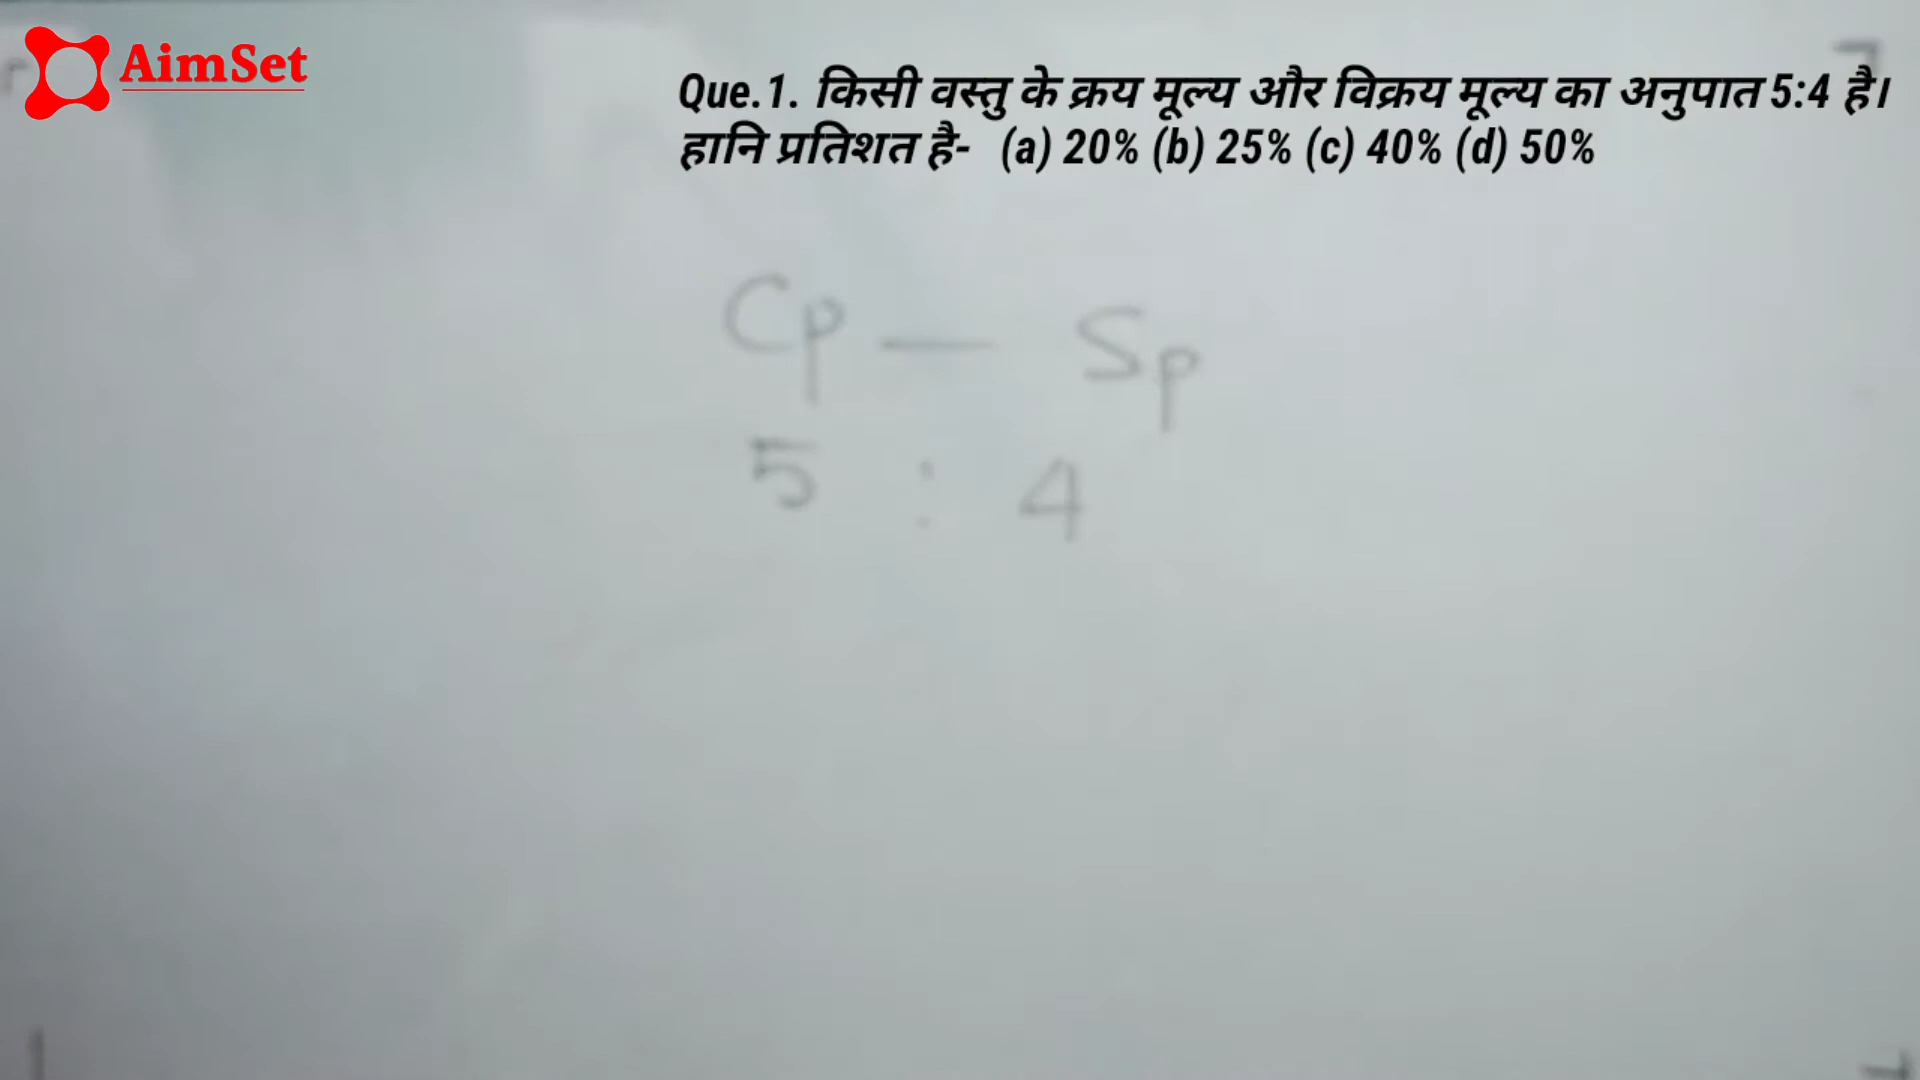 AimSet
Que.1. किसी वस्तु के क्रय मूल्य और विक्रय मूल्य का अनुपात 5:4 है।
हानि प्रतिशत है- (a) 20% (b) 25% (c) 40% (d) 50%
Cp — Sp
5 : 4